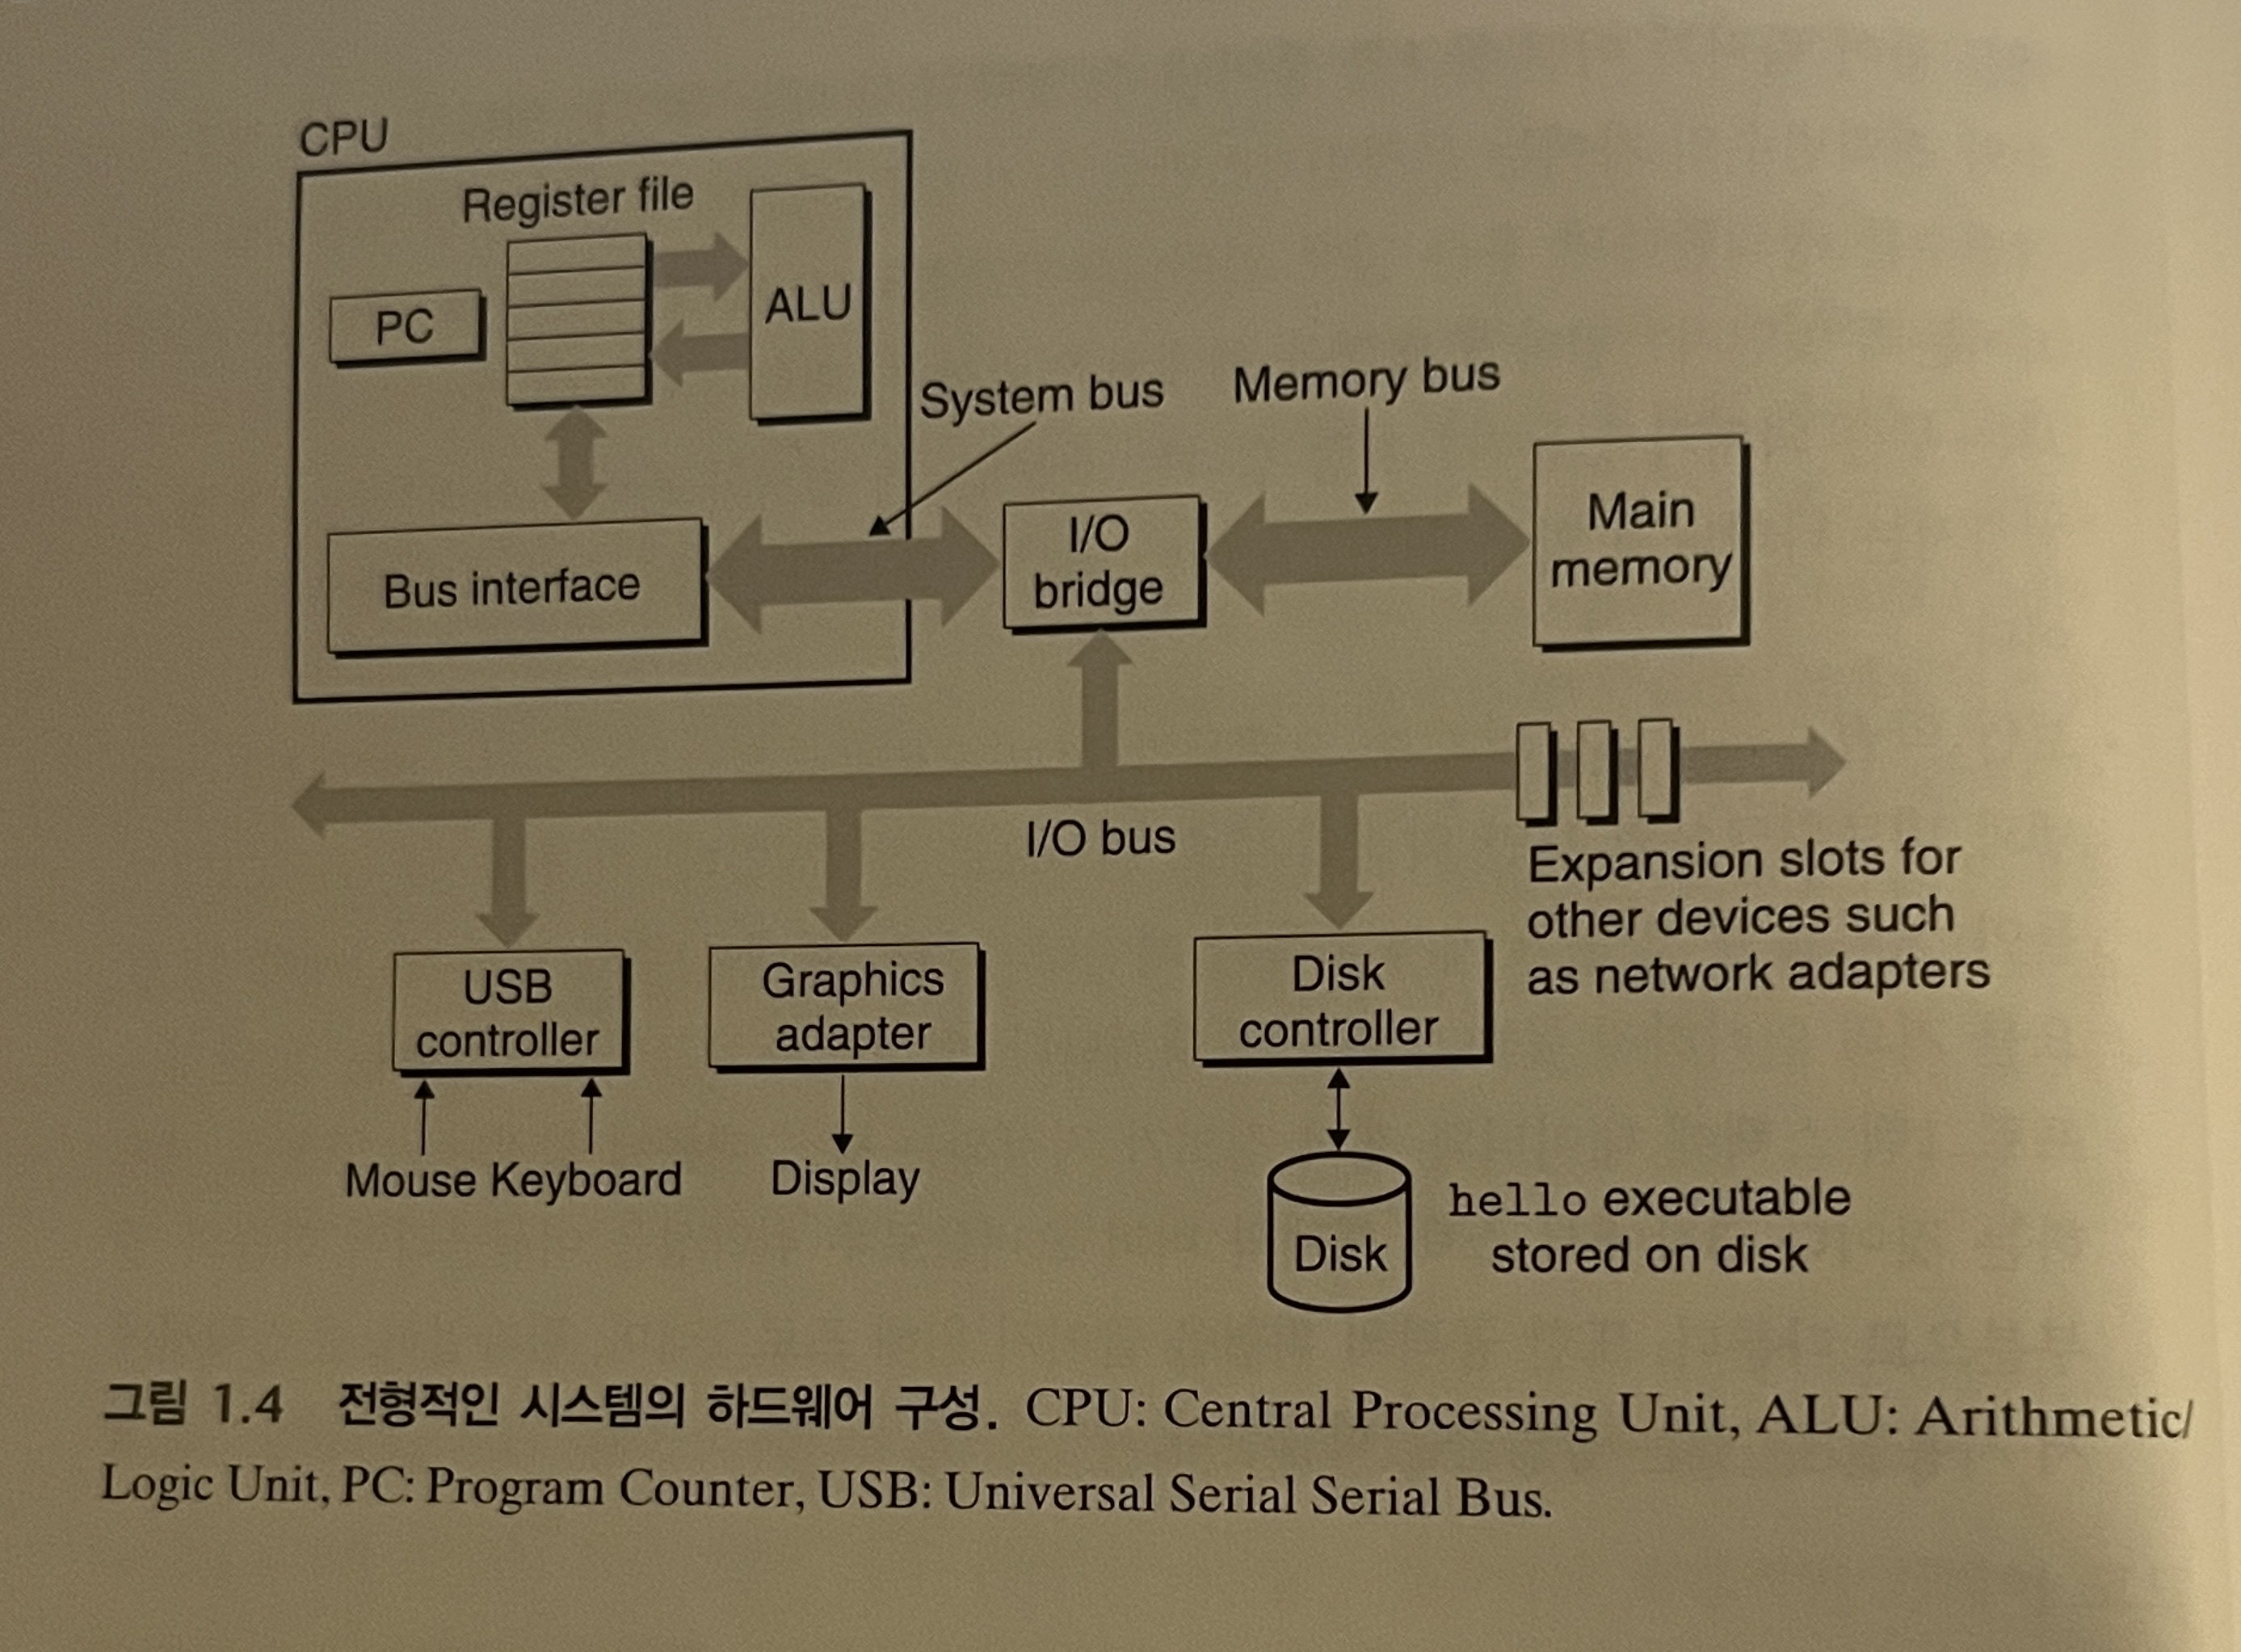 CPU
Register file
PC
ALU
System bus
Memory bus
Bus interface
I/O
bridge
Main
memory
I/O bus
Expansion slots for
other devices such
as network adapters
USB
controller
Graphics
adapter
Disk
controller
Mouse Keyboard
Display
Disk
hello executable
stored on disk
그림 1.4 전형적인 시스템의 하드웨어 구성. CPU: Central Processing Unit, ALU: Arithmetic/
Logic Unit, PC: Program Counter, USB: Universal Serial Serial Bus.